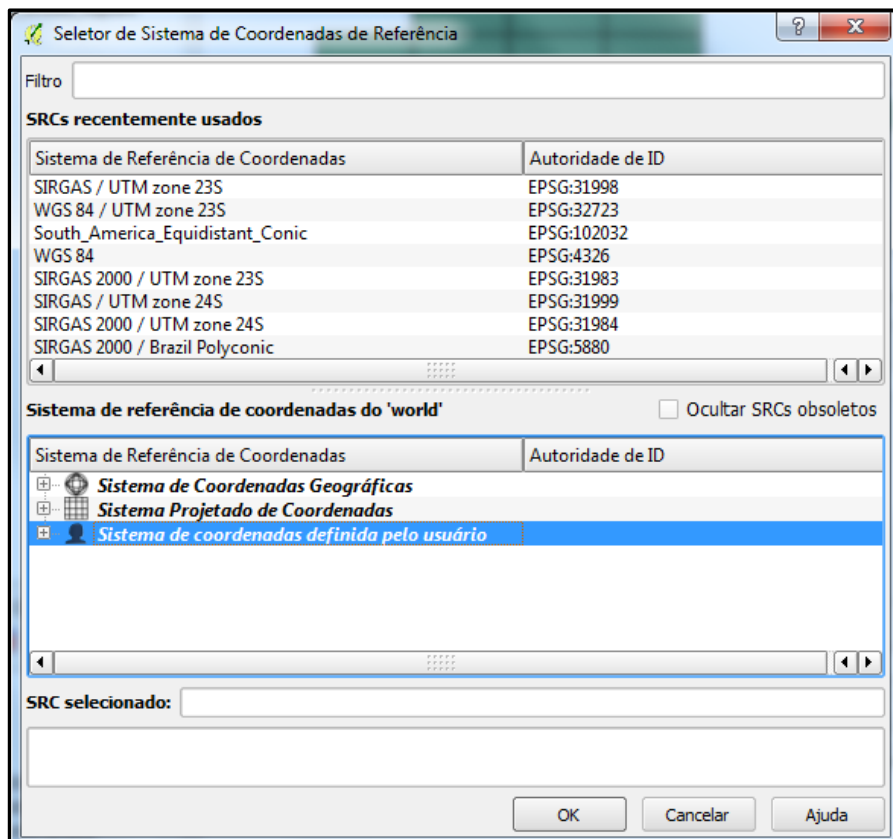 Seletor de Sistema de Coordenadas de Referência
Filtro
SRCs recentemente usados
Sistema de Referência de Coordenadas Autoridade de ID
SIRGAS / UTM zone 23S EPSG:31998
WGS 84 / UTM zone 23S EPSG:32723
South_America_Equidistant_Conic EPSG:102032
WGS 84 EPSG:4326
SIRGAS 2000 / UTM zone 23S EPSG:31983
SIRGAS / UTM zone 24S EPSG:31999
SIRGAS 2000 / UTM zone 24S EPSG:31984
SIRGAS 2000 / Brazil Polyconic EPSG:5880
Sistema de referência de coordenadas do 'world' Ocultar SRCs obsoletos
Sistema de Referência de Coordenadas Autoridade de ID
Sistema de Coordenadas Geográficas
Sistema Projetado de Coordenadas
Sistema de coordenadas definida pelo usuário
SRC selecionado:
OK Cancelar Ajuda